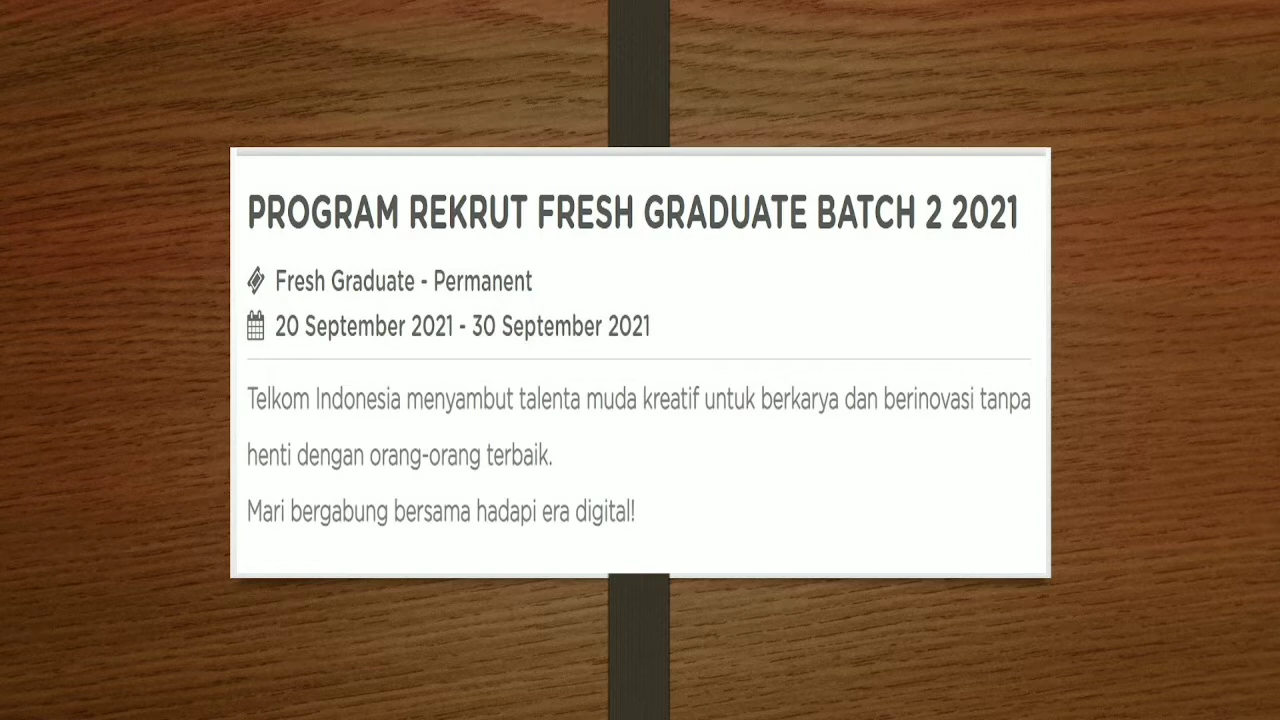 PROGRAM REKRUT FRESH GRADUATE BATCH 2 2021
Fresh Graduate - Permanent
20 September 2021 - 30 September 2021
Telkom Indonesia menyambut talenta muda kreatif untuk berkarya dan berinovasi tanpa
henti dengan orang-orang terbaik.
Mari bergabung bersama hadapi era digital!